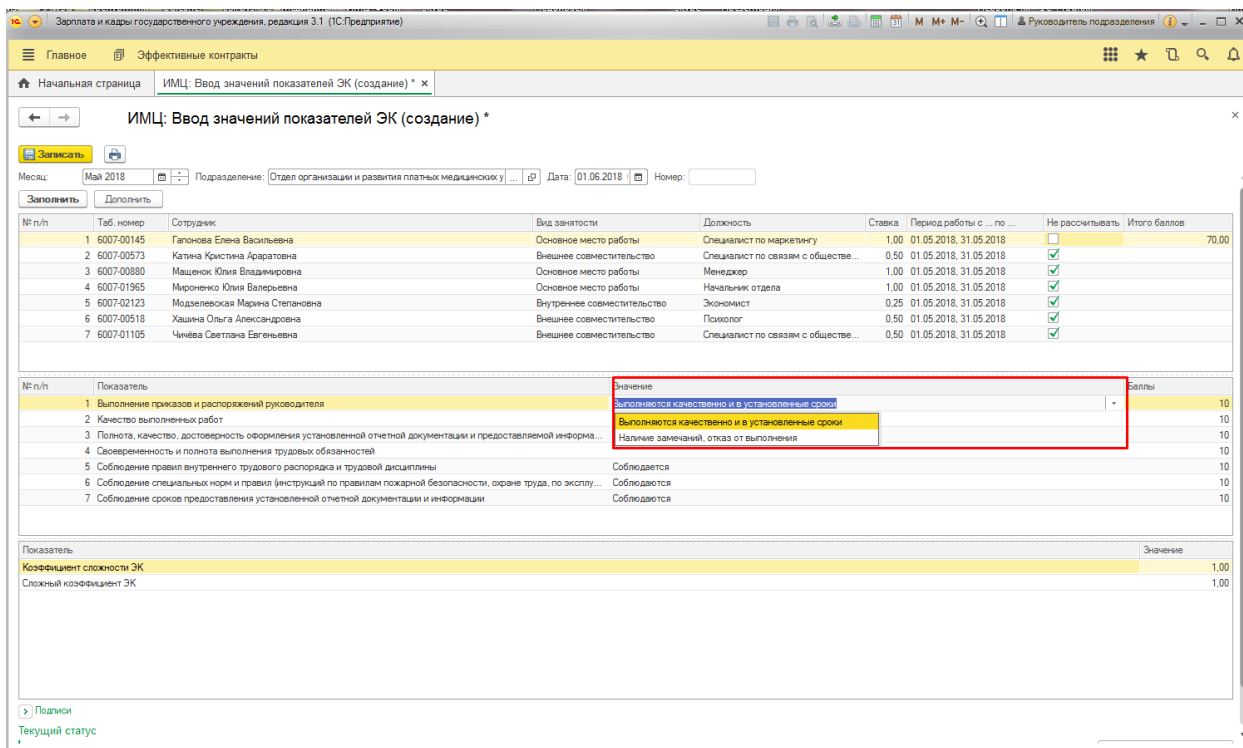 Зарплата и кадры государственного учреждения, редакция 3.1 (1С:Предприятие) M M+ M- Руководитель подразделения
Главное Эффективные контракты
Начальная страница ИМЦ: Ввод значений показателей ЭК (создание) * ×
ИМЦ: Ввод значений показателей ЭК (создание) *
Записать
Месяц: Май 2018 Подразделение: Отдел организации и развития платных медицинских у ... Дата: 01.06.2018 Номер:
Заполнить Дополнить
№ п/п Таб. номер Сотрудник Вид занятости Должность Ставка Период работы с ... по ... Не рассчитывать Итого баллов
1 6007-00145 Гапонова Елена Васильевна Основное место работы Специалист по маркетингу 1,00 01.05.2018, 31.05.2018 70,00
2 6007-00573 Катина Кристина Араратовна Внешнее совместительство Специалист по связям с обществе... 0,50 01.05.2018, 31.05.2018
3 6007-00880 Мащенок Юлия Владимировна Основное место работы Менеджер 1,00 01.05.2018, 31.05.2018
4 6007-01965 Мироненко Юлия Валерьевна Основное место работы Начальник отдела 1,00 01.05.2018, 31.05.2018
5 6007-02123 Модзелевская Марина Степановна Внутреннее совместительство Экономист 0,25 01.05.2018, 31.05.2018
6 6007-00518 Хашина Ольга Александровна Внешнее совместительство Психолог 0,50 01.05.2018, 31.05.2018
7 6007-01105 Чичёва Светлана Евгеньевна Внешнее совместительство Специалист по связям с обществе... 0,50 01.05.2018, 31.05.2018
№ п/п Показатель Значение Баллы
1 Выполнение приказов и распоряжений руководителя Выполняются качественно и в установленные сроки 10
2 Качество выполненных работ Выполняются качественно и в установленные сроки 10
3 Полнота, качество, достоверность оформления установленной отчетной документации и предоставляемой информа... Наличие замечаний, отказ от выполнения 10
4 Своевременность и полнота выполнения трудовых обязанностей 10
5 Соблюдение правил внутреннего трудового распорядка и трудовой дисциплины Соблюдается 10
6 Соблюдение специальных норм и правил (инструкций по правилам пожарной безопасности, охране труда, по эксплу... Соблюдаются 10
7 Соблюдение сроков предоставления установленной отчетной документации и информации Соблюдаются 10
Показатель Значение
Коэффициент сложности ЭК 1,00
Сложный коэффициент ЭК 1,00
Подписи
Текущий статус